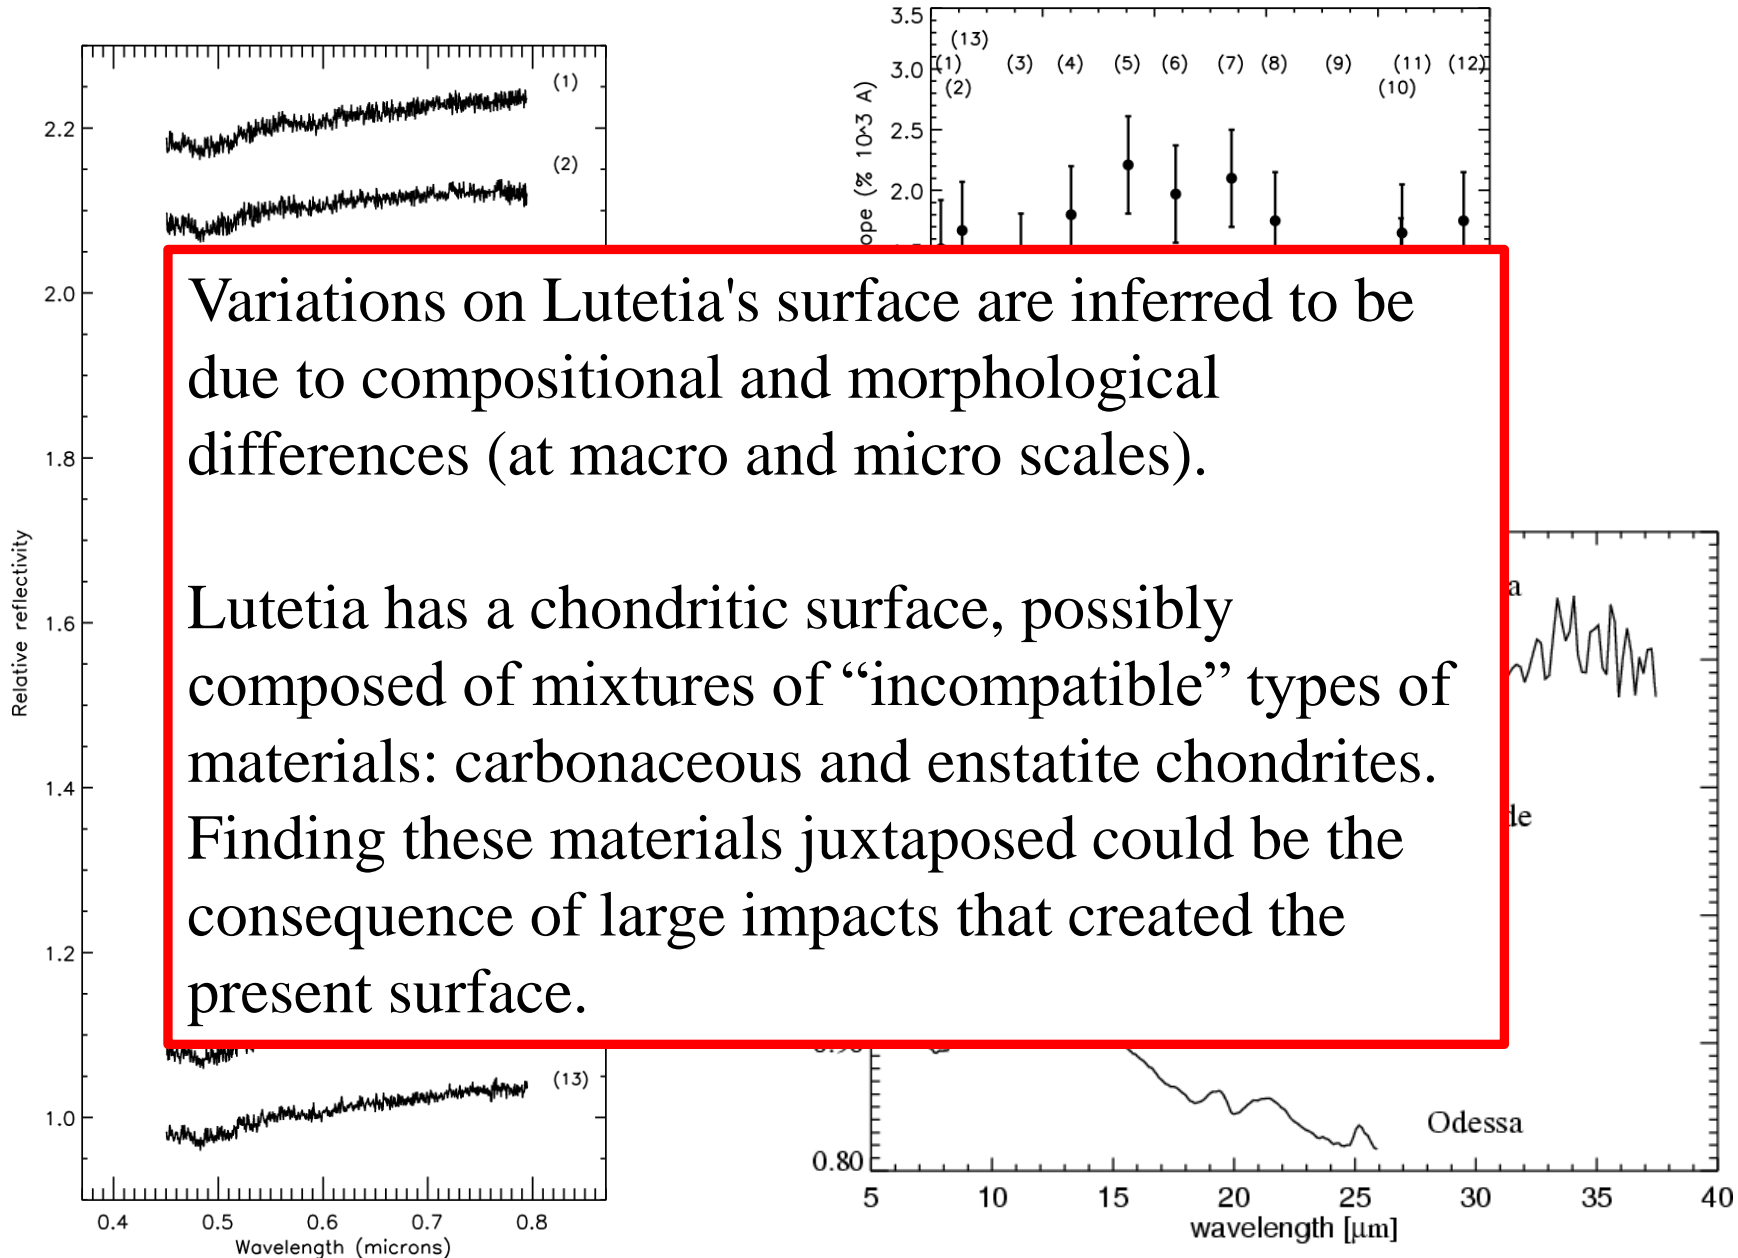 3.5
(13)
(1) (3) (4) (5) (6) (7) (8) (9) (11) (12)
3.0
(2) (10)
2.5
2.0
ope (% 10^3 A)
(1)
2.2
(2)
2.0
1.8
1.6
1.4
1.2
1.0
Relative reflectivity
(13)
0.4 0.5 0.6 0.7 0.8
Wavelength (microns)
Variations on Lutetia's surface are inferred to be
due to compositional and morphological
differences (at macro and micro scales).
Lutetia has a chondritic surface, possibly
composed of mixtures of “incompatible” types of
materials: carbonaceous and enstatite chondrites.
Finding these materials juxtaposed could be the
consequence of large impacts that created the
present surface.
a
de
Odessa
0.80
5 10 15 20 25 30 35 40
wavelength [μm]